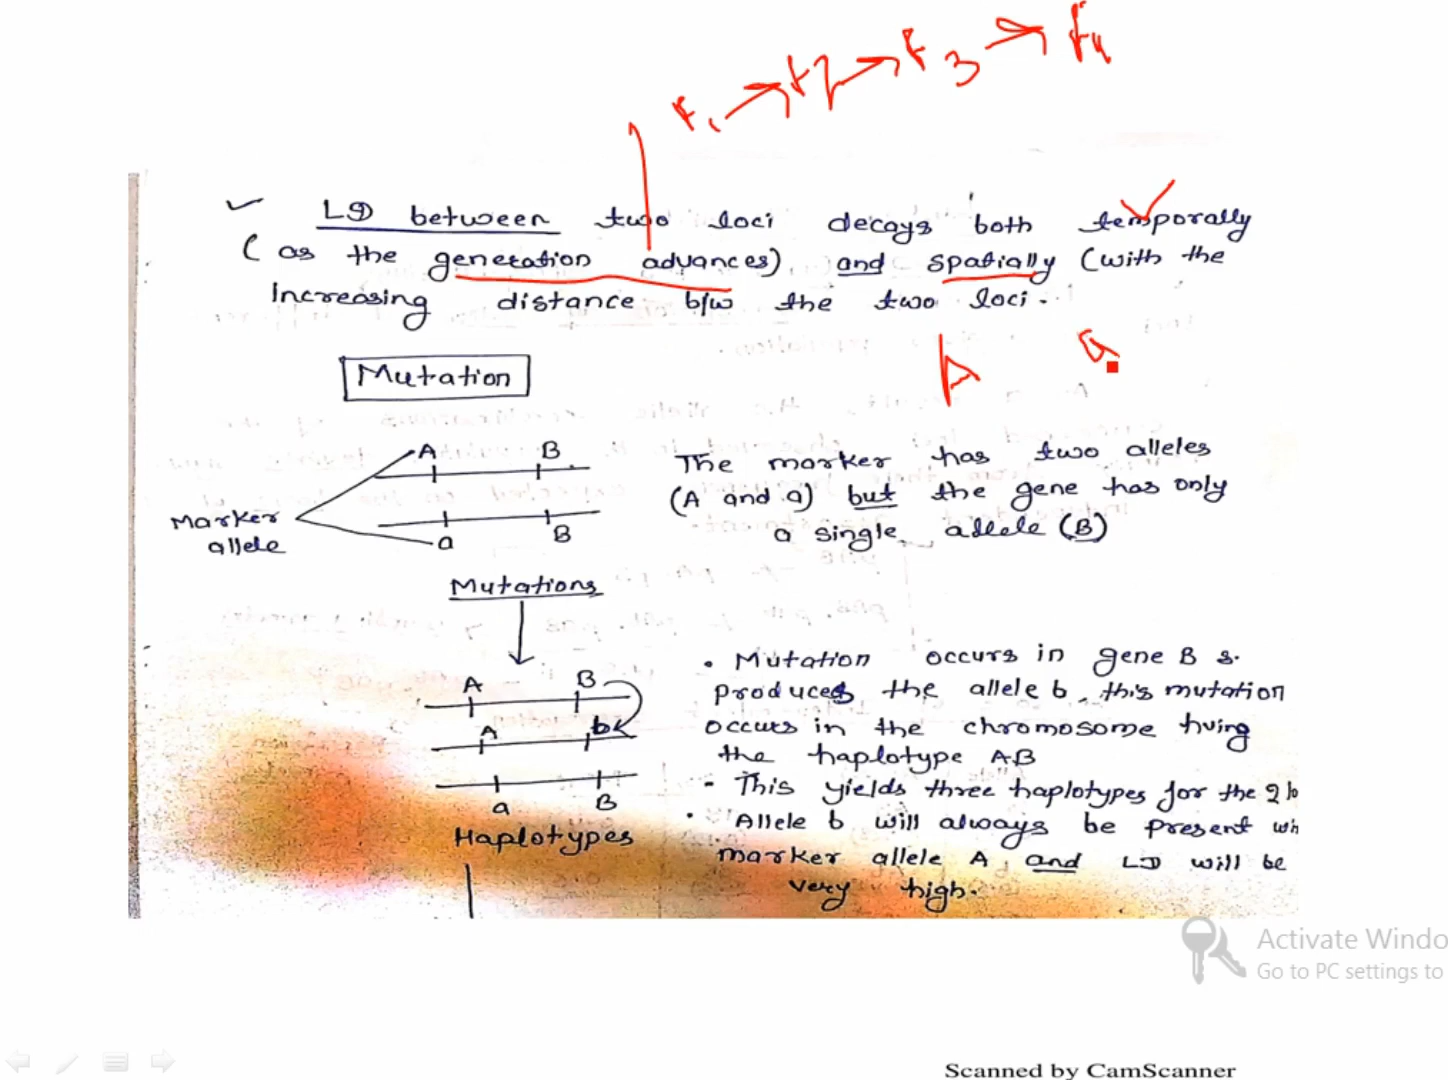 F1 → F2 → F3 → F4
LD between two loci decays both temporally
(as the generation advances) and spatially (with the
increasing distance b/w the two loci.
A
Mutation
A B
a B
Marker
allele
The marker has two alleles
(A and a) but the gene has only
a single allele (B)
Mutations
A B
A b
a B
Haplotypes
• Mutation occurs in gene B &
produces the allele b, this mutation
occurs in the chromosome hving
the haplotype AB
- This yields three haplotypes for the 2 lo
• Allele b will always be present wh
marker allele A and LD will be
very high.
Activate Windo
Go to PC settings to
Scanned by CamScanner